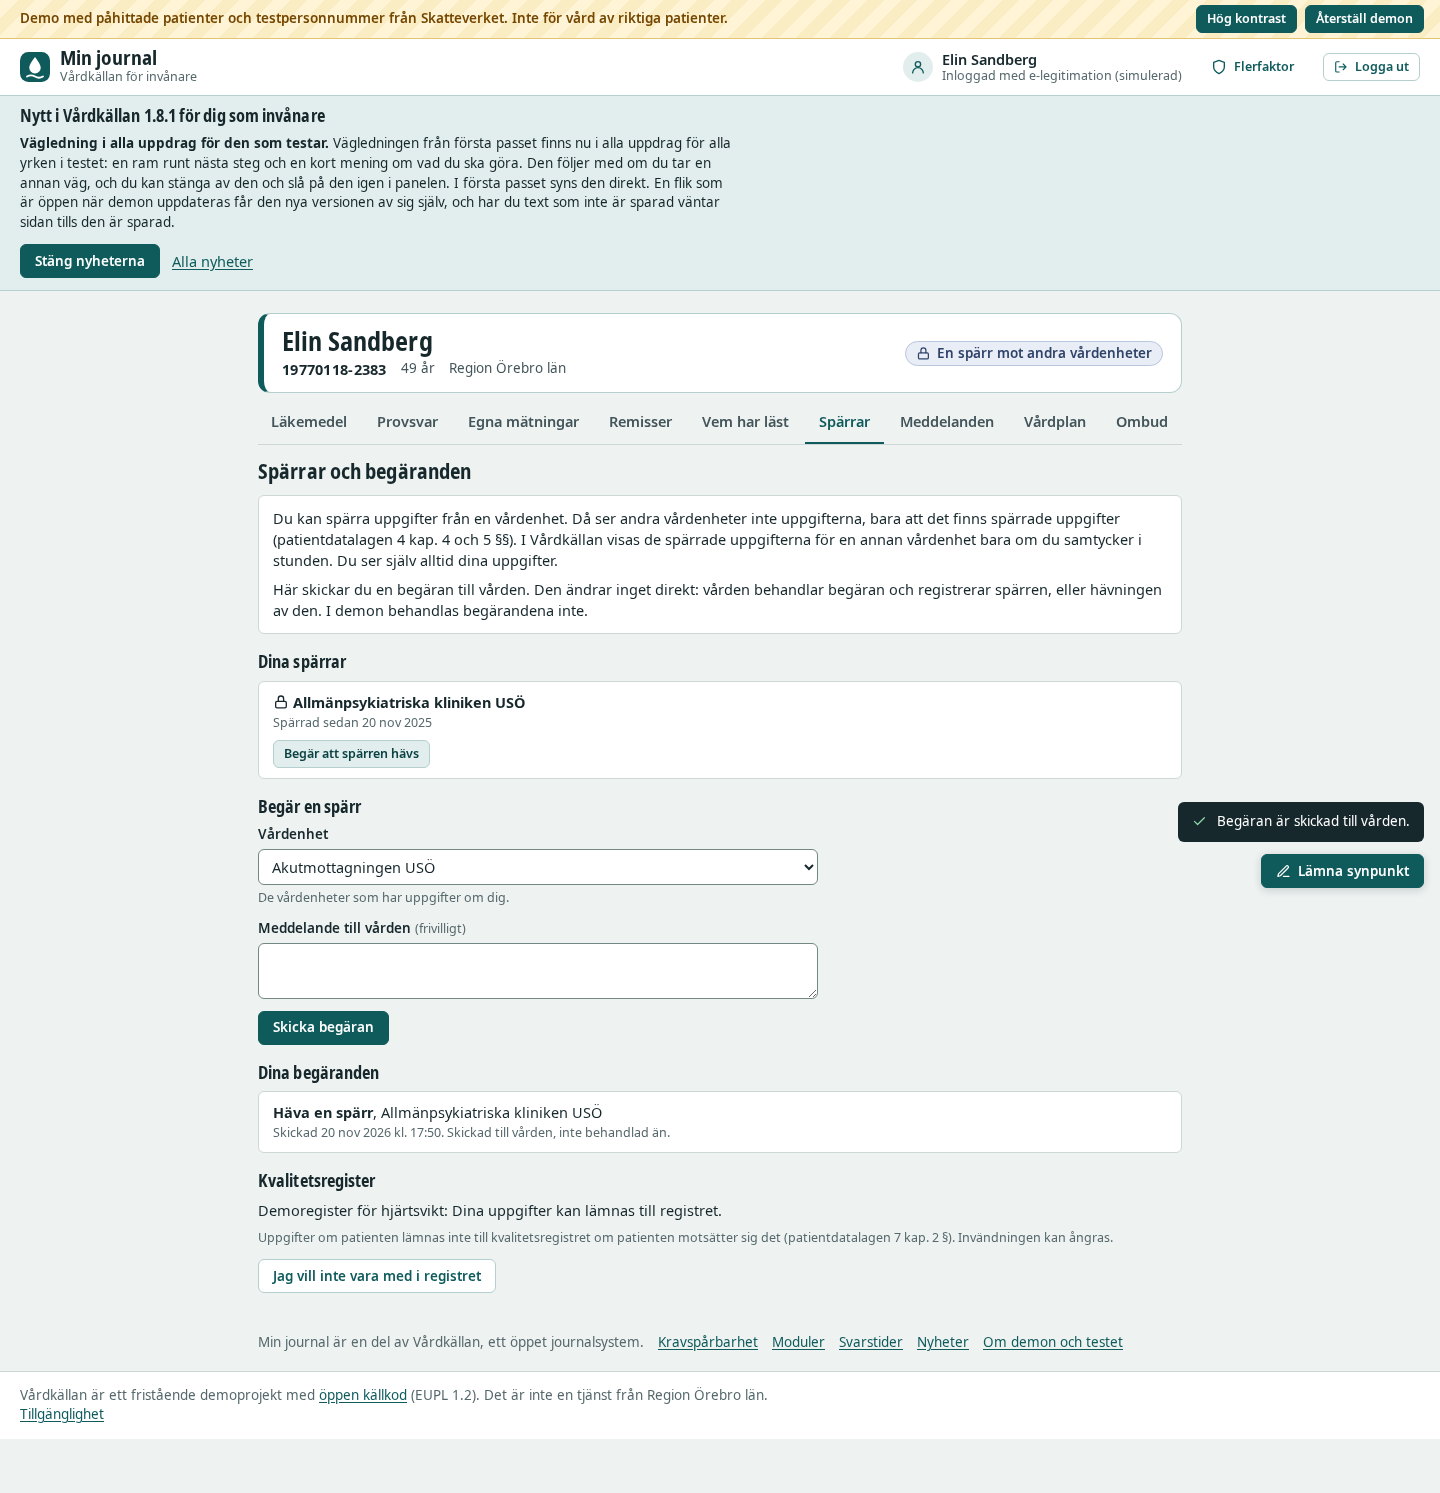 Demo med påhittade patienter och testpersonnummer från Skatteverket. Inte för vård av riktiga patienter.
Hög kontrast
Återställ demon
Min journal
Vårdkällan för invånare
Elin Sandberg
Inloggad med e-legitimation (simulerad)
Flerfaktor
Logga ut
Nytt i Vårdkällan 1.8.1 för dig som invånare
Vägledning i alla uppdrag för den som testar. Vägledningen från första passet finns nu i alla uppdrag för alla
yrken i testet: en ram runt nästa steg och en kort mening om vad du ska göra. Den följer med om du tar en
annan väg, och du kan stänga av den och slå på den igen i panelen. I första passet syns den direkt. En flik som
är öppen när demon uppdateras får den nya versionen av sig själv, och har du text som inte är sparad väntar
sidan tills den är sparad.
Stäng nyheterna
Alla nyheter
Elin Sandberg
19770118-2383 49 år Region Örebro län
En spärr mot andra vårdenheter
Läkemedel Provsvar Egna mätningar Remisser Vem har läst Spärrar Meddelanden Vårdplan Ombud
Spärrar och begäranden
Du kan spärra uppgifter från en vårdenhet. Då ser andra vårdenheter inte uppgifterna, bara att det finns spärrade uppgifter
(patientdatalagen 4 kap. 4 och 5 §§). I Vårdkällan visas de spärrade uppgifterna för en annan vårdenhet bara om du samtycker i
stunden. Du ser själv alltid dina uppgifter.
Här skickar du en begäran till vården. Den ändrar inget direkt: vården behandlar begäran och registrerar spärren, eller hävningen
av den. I demon behandlas begärandena inte.
Dina spärrar
Allmänpsykiatriska kliniken USÖ
Spärrad sedan 20 nov 2025
Begär att spärren hävs
Begär en spärr
Vårdenhet
Akutmottagningen USÖ
De vårdenheter som har uppgifter om dig.
Begäran är skickad till vården.
Lämna synpunkt
Meddelande till vården (frivilligt)
Skicka begäran
Dina begäranden
Häva en spärr, Allmänpsykiatriska kliniken USÖ
Skickad 20 nov 2026 kl. 17:50. Skickad till vården, inte behandlad än.
Kvalitetsregister
Demoregister för hjärtsvikt: Dina uppgifter kan lämnas till registret.
Uppgifter om patienten lämnas inte till kvalitetsregistret om patienten motsätter sig det (patientdatalagen 7 kap. 2 §). Invändningen kan ångras.
Jag vill inte vara med i registret
Min journal är en del av Vårdkällan, ett öppet journalsystem. Kravspårbarhet Moduler Svarstider Nyheter Om demon och testet
Vårdkällan är ett fristående demoprojekt med öppen källkod (EUPL 1.2). Det är inte en tjänst från Region Örebro län.
Tillgänglighet